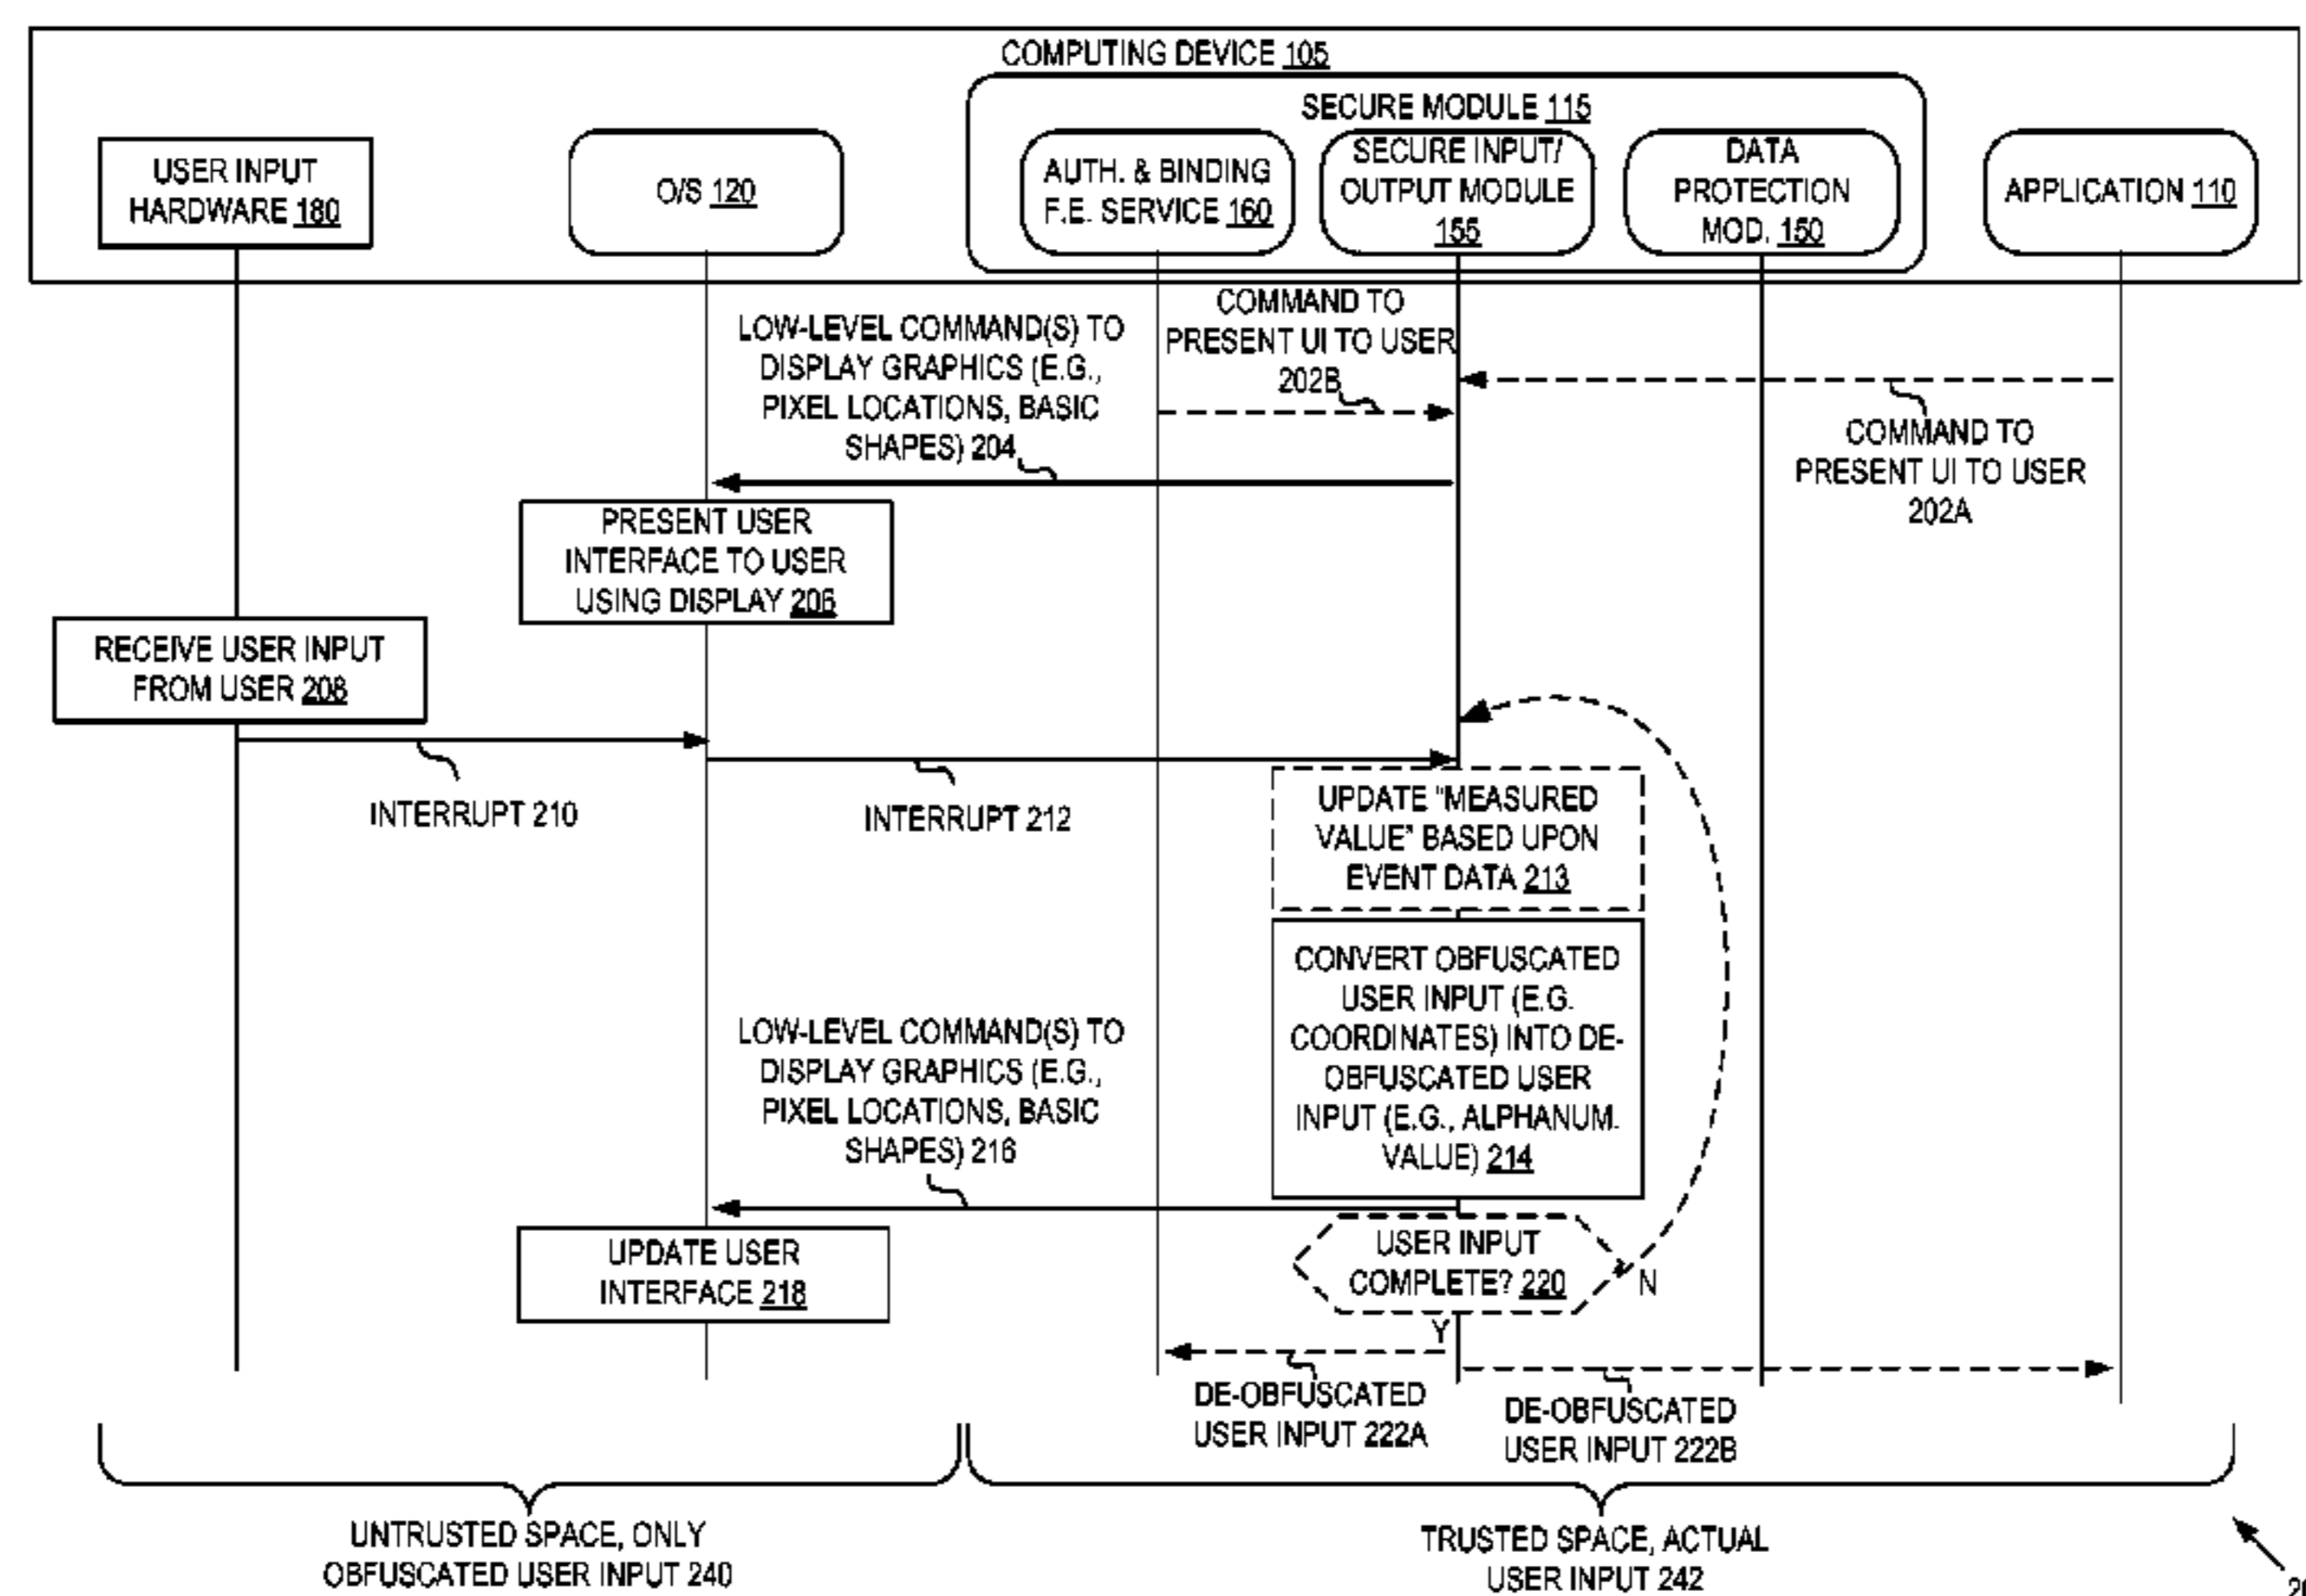 COMPUTING DEVICE 105
SECURE MODULE 115
USER INPUT
HARDWARE 180
O/S 120
AUTH. & BINDING
F.E. SERVICE 160
SECURE INPUT/
OUTPUT MODULE
155
DATA
PROTECTION
MOD. 150
APPLICATION 110
COMMAND TO
PRESENT UI TO USER
202B
LOW-LEVEL COMMAND(S) TO
DISPLAY GRAPHICS (E.G.,
PIXEL LOCATIONS, BASIC
SHAPES) 204
COMMAND TO
PRESENT UI TO USER
202A
PRESENT USER
INTERFACE TO USER
USING DISPLAY 206
RECEIVE USER INPUT
FROM USER 208
INTERRUPT 210
INTERRUPT 212
UPDATE "MEASURED
VALUE" BASED UPON
EVENT DATA 213
CONVERT OBFUSCATED
USER INPUT (E.G.
COORDINATES) INTO DE-
OBFUSCATED USER
INPUT (E.G., ALPHANUM.
VALUE) 214
LOW-LEVEL COMMAND(S) TO
DISPLAY GRAPHICS (E.G.,
PIXEL LOCATIONS, BASIC
SHAPES) 216
UPDATE USER
INTERFACE 218
USER INPUT
COMPLETE? 220
N
Y
DE-OBFUSCATED
USER INPUT 222A
DE-OBFUSCATED
USER INPUT 222B
UNTRUSTED SPACE, ONLY
OBFUSCATED USER INPUT 240
TRUSTED SPACE, ACTUAL
USER INPUT 242